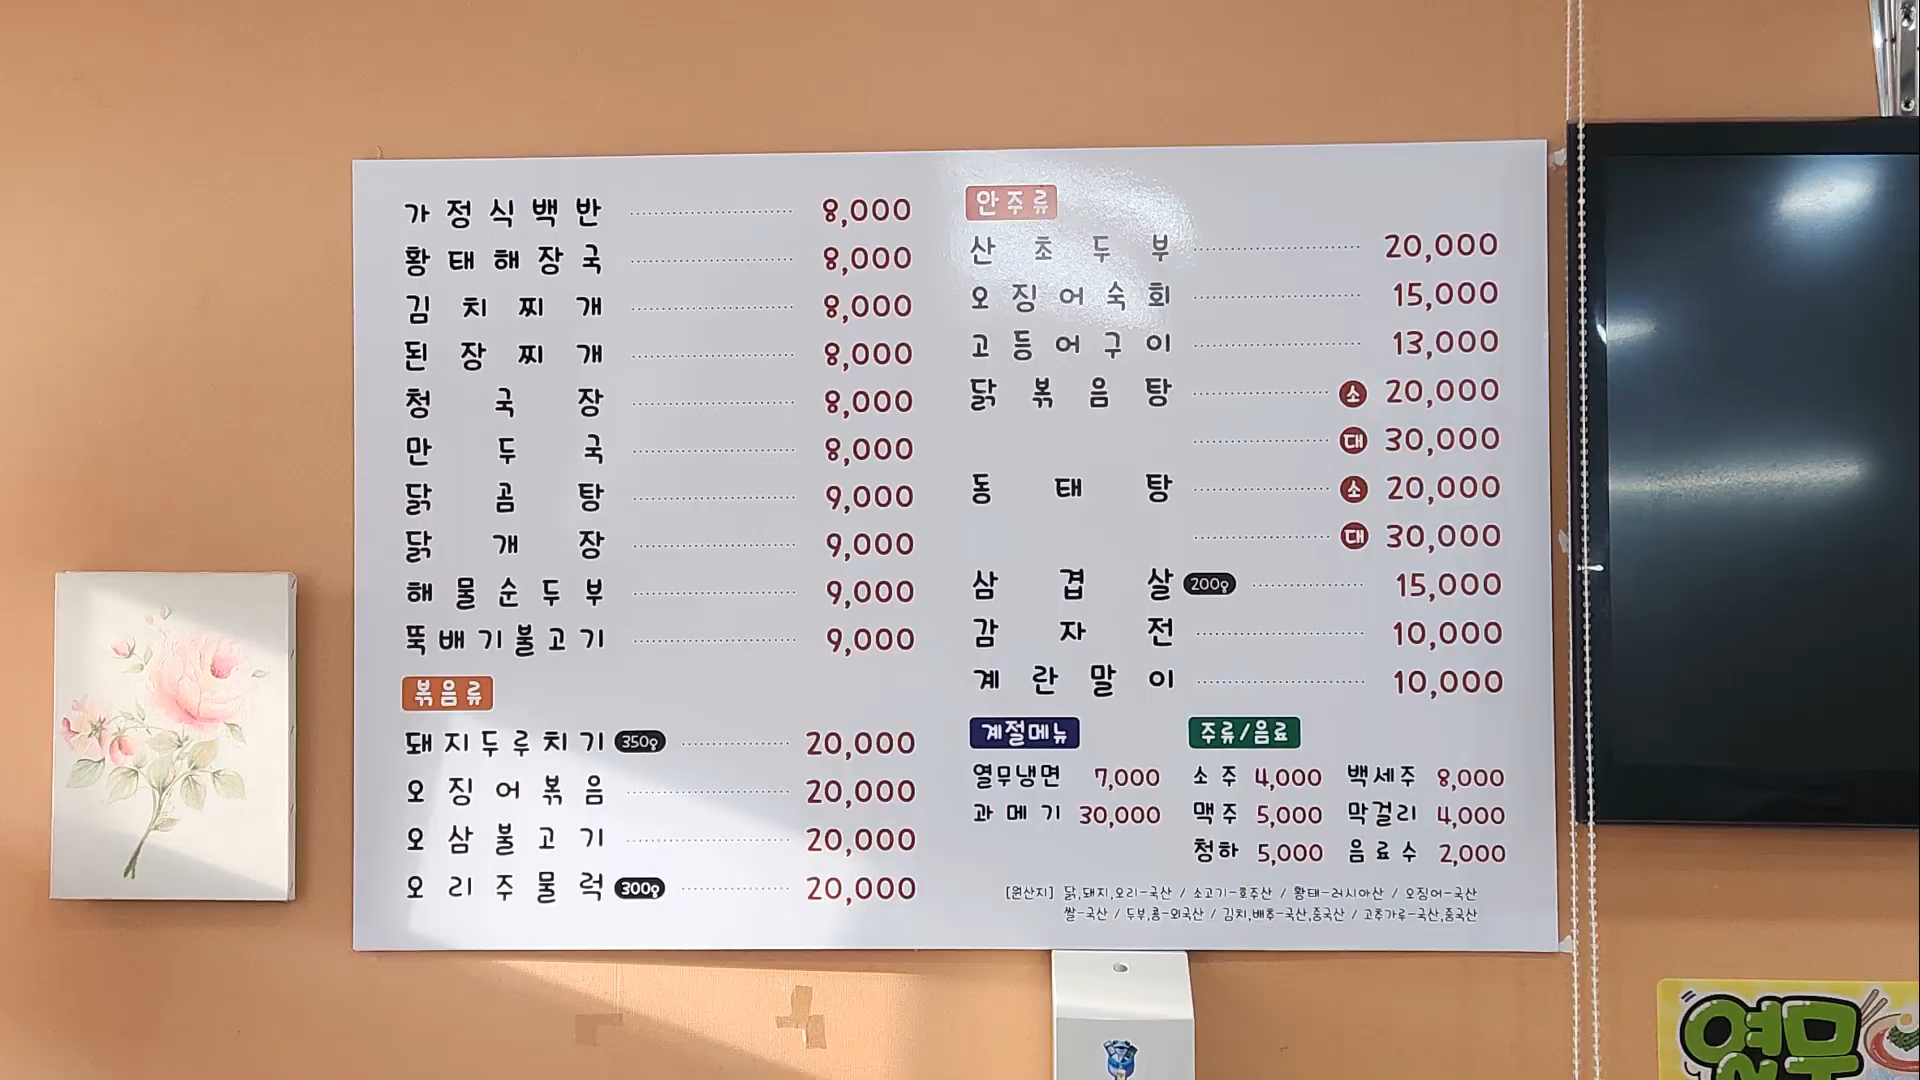 가정식백반 8,000
황태해장국 8,000
김치찌개 8,000
된장찌개 8,000
청국장 8,000
만두국 8,000
닭곰탕 9,000
닭개장 9,000
해물순두부 9,000
뚝배기불고기 9,000
볶음류
돼지두루치기 350g 20,000
오징어볶음 20,000
오삼불고기 20,000
오리주물럭 300g 20,000
안주류
산초두부 20,000
오징어숙회 15,000
고등어구이 13,000
닭볶음탕 소 20,000
대 30,000
동태탕 소 20,000
대 30,000
삼겹살 200g 15,000
감자전 10,000
계란말이 10,000
계절메뉴
열무냉면 7,000
과메기 30,000
주류/음료
소주 4,000 백세주 8,000
맥주 5,000 막걸리 4,000
청하 5,000 음료수 2,000
[원산지] 닭,돼지,오리-국산 / 소고기-호주산 / 황태-러시아산 / 오징어-국산
쌀-국산 / 두부,콩-외국산 / 김치,배추-국산,중국산 / 고추가루-국산,중국산
열무